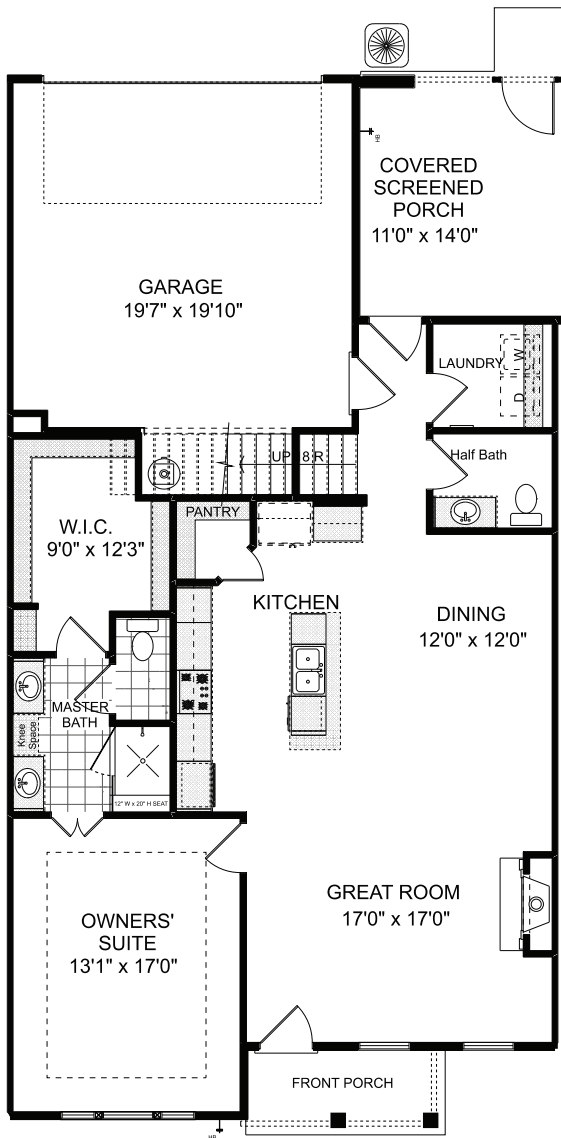 HB
COVERED
SCREENED
PORCH
11'0" x 14'0"
GARAGE
19'7" x 19'10"
LAUNDRY
W
D
UP 18 R
Half Bath
PANTRY
W.I.C.
9'0" x 12'3"
KITCHEN
DINING
12'0" x 12'0"
MASTER
BATH
Knee
Space
12" W x 20" H SEAT
GREAT ROOM
17'0" x 17'0"
OWNERS'
SUITE
13'1" x 17'0"
FRONT PORCH
HB